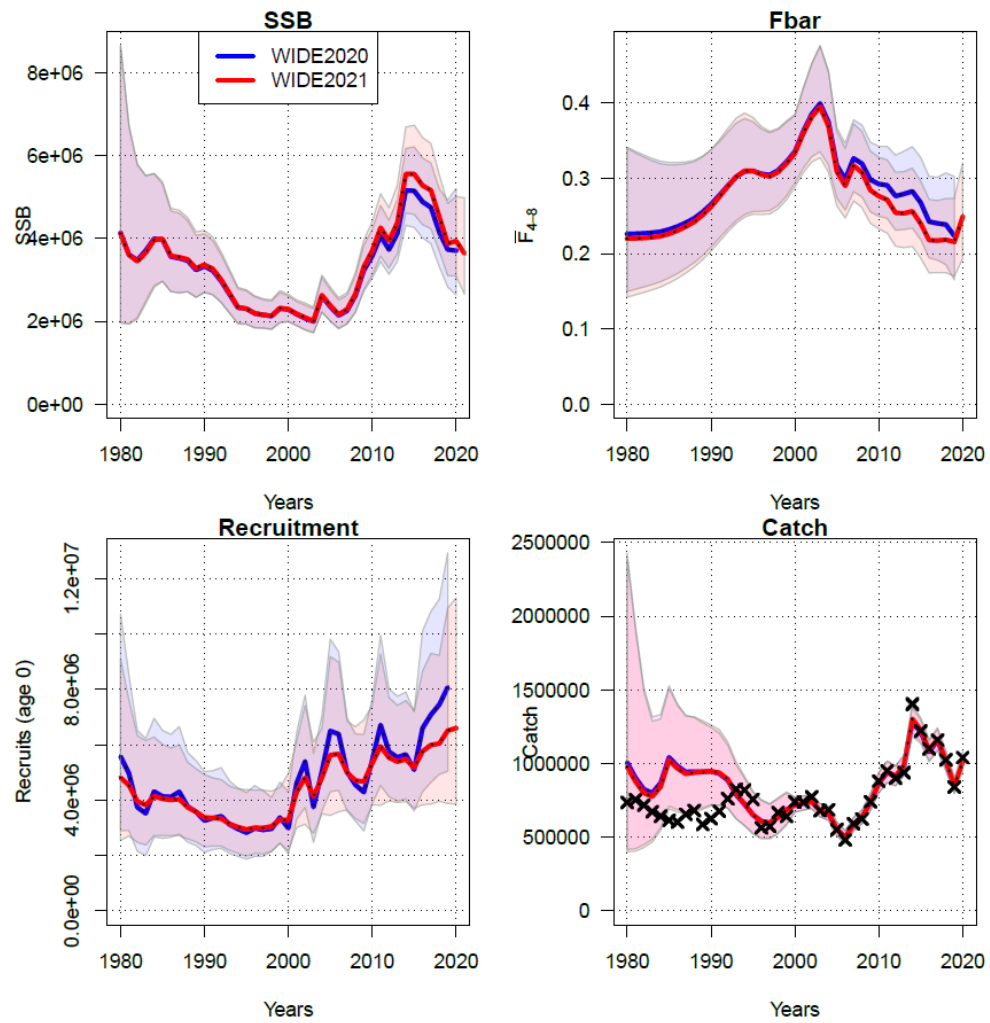 SSB
WIDE2020
WIDE2021
8e+06
6e+06
4e+06
2e+06
0e+00
SSB
1980
1990
2000
2010
2020
Years
Fbar
0.4
0.3
0.2
0.1
0.0
F̅4–8
1980
1990
2000
2010
2020
Years
Recruitment
1.2e+07
8.0e+06
4.0e+06
0.0e+00
Recruits (age 0)
1980
1990
2000
2010
2020
Years
Catch
2500000
2000000
1500000
1000000
500000
0
Catch
1980
1990
2000
2010
2020
Years